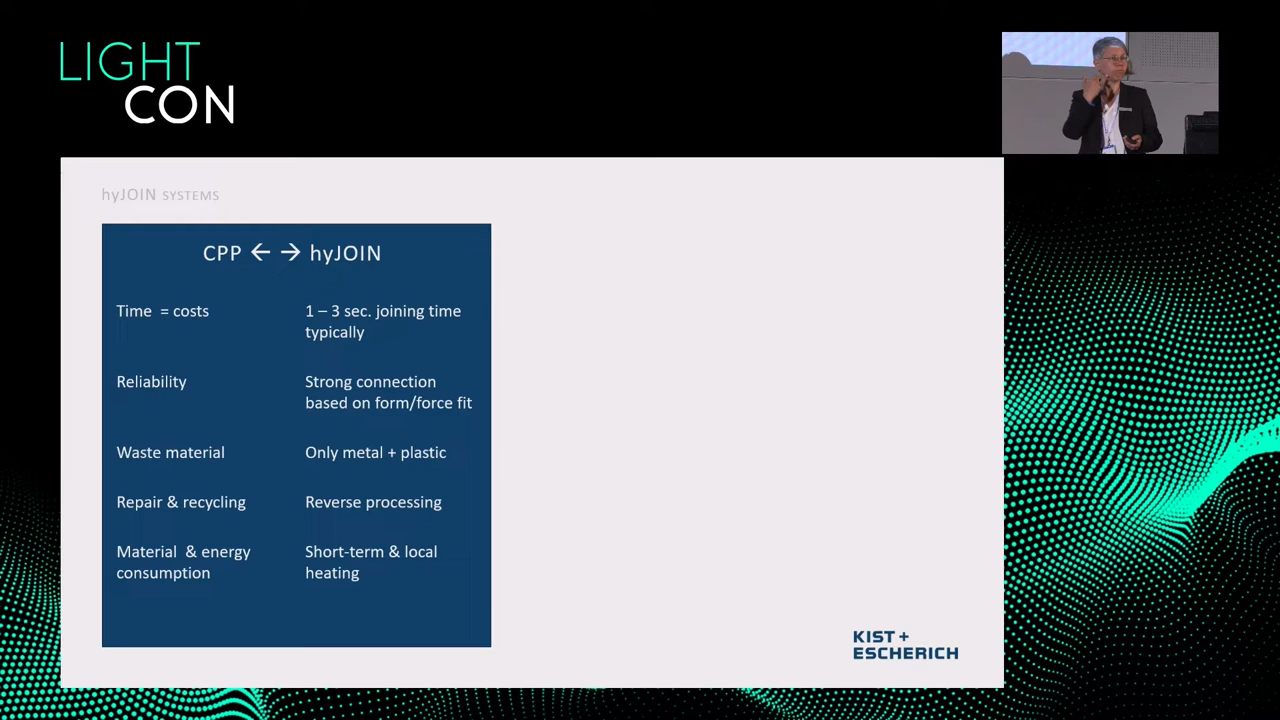 LIGHT
CON
hyJOIN SYSTEMS
CPP ← → hyJOIN
Time = costs
1 – 3 sec. joining time
typically
Reliability
Strong connection
based on form/force fit
Waste material
Only metal + plastic
Repair & recycling
Reverse processing
Material & energy
consumption
Short-term & local
heating
KIST +
ESCHERICH